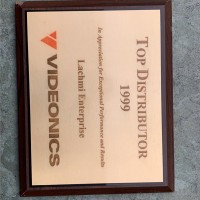 TOP DISTRIBUTOR
1999
In Appreciation for Exceptional Performance and Results
Lachmi Enterprise
VIDEONICS